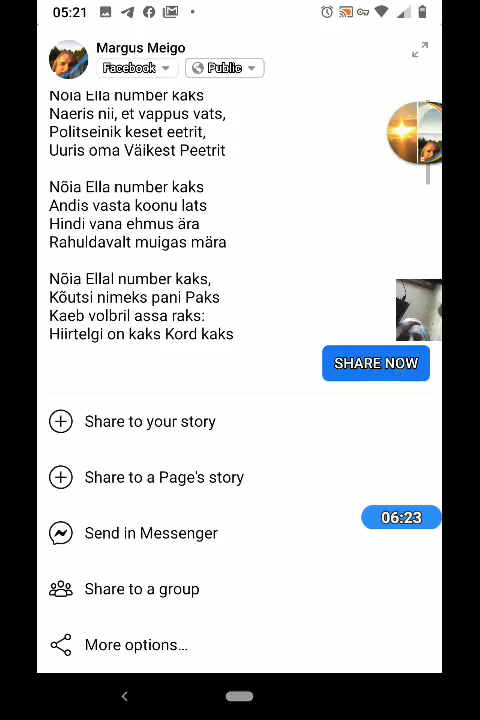 05:21
Margus Meigo
Facebook
Public
Nõia Ella number kaks
Naeris nii, et vappus vats,
Politseinik keset eetrit,
Uuris oma Väikest Peetrit
Nõia Ella number kaks
Andis vasta koonu lats
Hindi vana ehmus ära
Rahuldavalt muigas mära
Nõia Ellal number kaks,
Kõutsi nimeks pani Paks
Kaeb volbril assa raks:
Hiirtelgi on kaks Kord kaks
SHARE NOW
Share to your story
Share to a Page's story
06:23
Send in Messenger
Share to a group
More options...